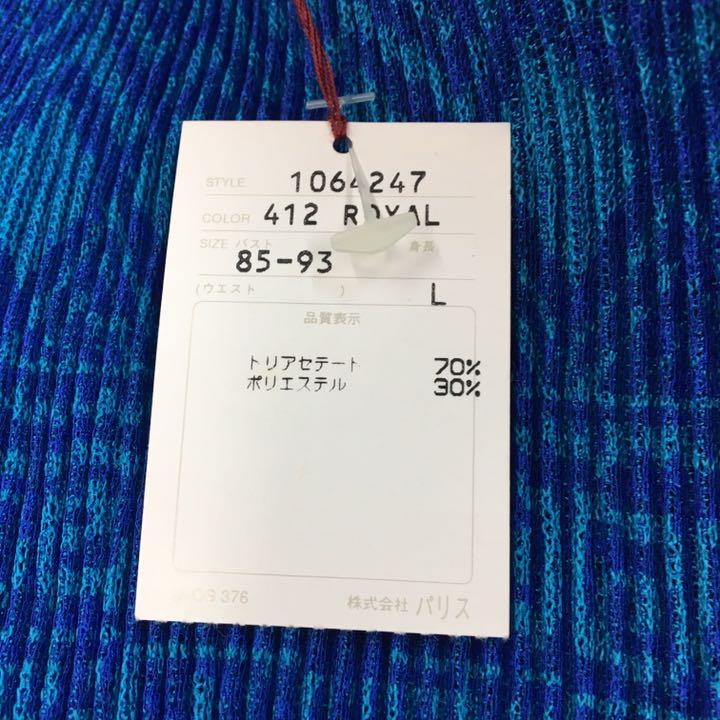 STYLE 1064247
COLOR 412 ROYAL
SIZE バスト 身長
85-93
(ウエスト ) L
品質表示
トリアセテート 70%
ポリエステル 30%
376 株式会社 パリス